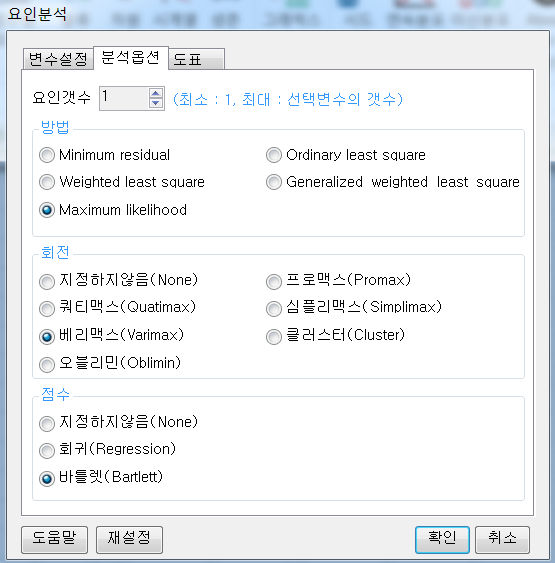 요인분석
변수설정 분석옵션 도표
요인갯수 1 (최소 : 1, 최대 : 선택변수의 갯수)
방법
Minimum residual Ordinary least square
Weighted least square Generalized weighted least square
Maximum likelihood
회전
지정하지않음(None) 프로맥스(Promax)
쿼티맥스(Quatimax) 심플리맥스(Simplimax)
베리맥스(Varimax) 클러스터(Cluster)
오블리민(Oblimin)
점수
지정하지않음(None)
회귀(Regression)
바틀렛(Bartlett)
도움말 재설정 확인 취소